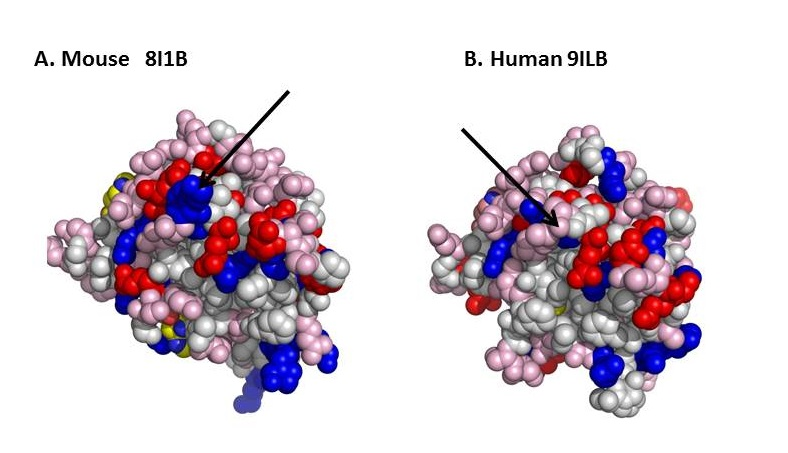 A. Mouse 8I1B
B. Human 9ILB